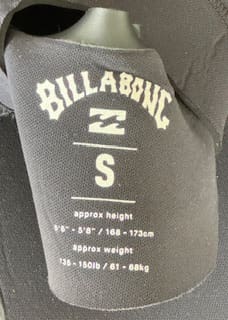 BILLABONG
S
approx height
5'6" - 5'8" / 168 - 173cm
approx weight
135 - 150lb / 61 - 68kg